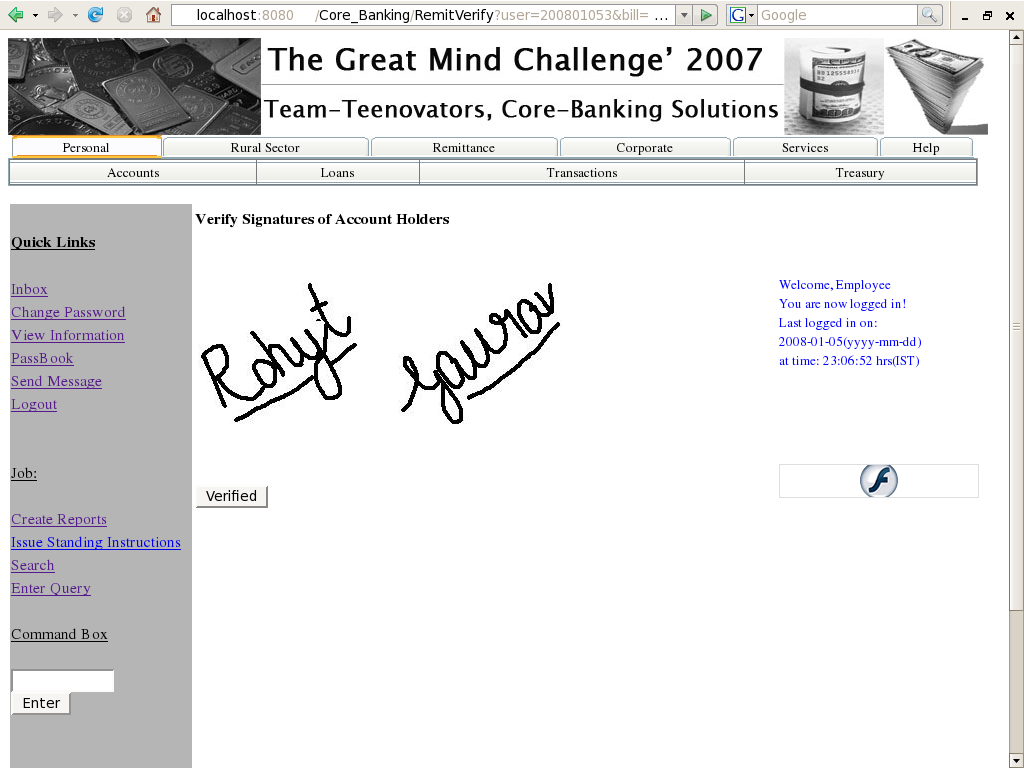 localhost:8080 /Core_Banking/RemitVerify?user=200801053&bill= ...
G Google
The Great Mind Challenge' 2007
Team-Teenovators, Core-Banking Solutions
Personal Rural Sector Remittance Corporate Services Help
Accounts Loans Transactions Treasury
Verify Signatures of Account Holders
Quick Links
Inbox
Change Password
View Information
PassBook
Send Message
Logout
Rohyt gaurav
Welcome, Employee
You are now logged in!
Last logged in on:
2008-01-05(yyyy-mm-dd)
at time: 23:06:52 hrs(IST)
Verified
Job:
Create Reports
Issue Standing Instructions
Search
Enter Query
Command Box
Enter